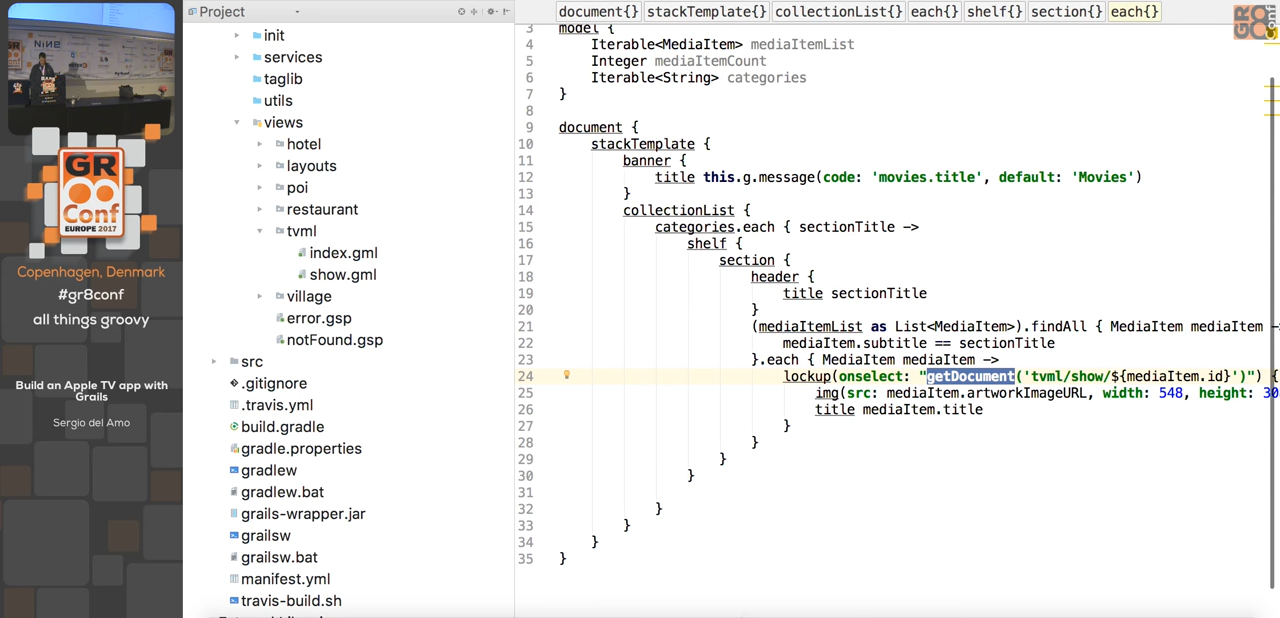 NINE
GR
Conf
EUROPE 2017
Copenhagen, Denmark
#gr8conf
all things groovy
Build an Apple TV app with
Grails
Sergio del Amo
Project
init
services
taglib
utils
views
hotel
layouts
poi
restaurant
tvml
index.gml
show.gml
village
error.gsp
notFound.gsp
src
.gitignore
.travis.yml
build.gradle
gradle.properties
gradlew
gradlew.bat
grails-wrapper.jar
grailsw
grailsw.bat
manifest.yml
travis-build.sh
document{} stackTemplate{} collectionList{} each{} shelf{} section{} each{}
3 model {
4 Iterable<MediaItem> mediaItemList
5 Integer mediaItemCount
6 Iterable<String> categories
7 }
8
9 document {
10 stackTemplate {
11 banner {
12 title this.g.message(code: 'movies.title', default: 'Movies')
13 }
14 collectionList {
15 categories.each { sectionTitle ->
16 shelf {
17 section {
18 header {
19 title sectionTitle
20 }
21 (mediaItemList as List<MediaItem>).findAll { MediaItem mediaItem -
22 mediaItem.subtitle == sectionTitle
23 }.each { MediaItem mediaItem ->
24 lockup(onselect: "getDocument('tvml/show/${mediaItem.id}')") {
25 img(src: mediaItem.artworkImageURL, width: 548, height: 30
26 title mediaItem.title
27 }
28 }
29 }
30 }
31
32 }
33 }
34 }
35 }
GR
Conf